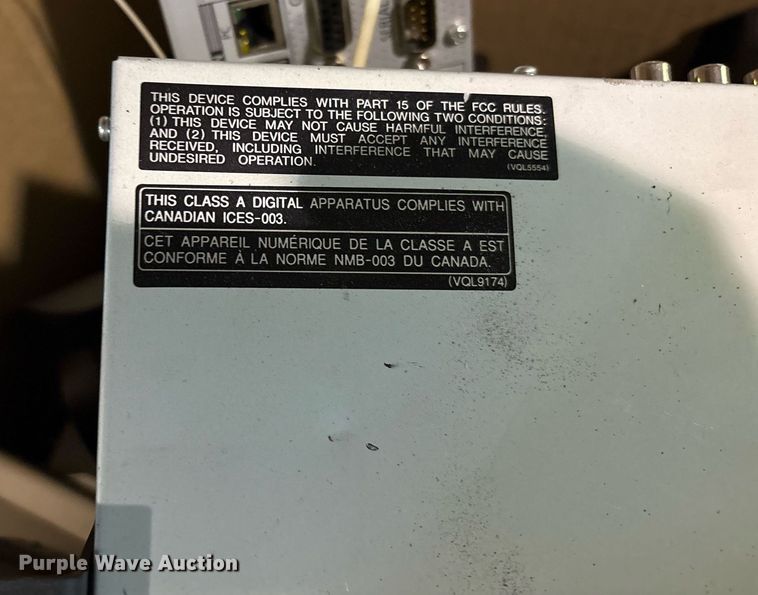 SERIAL
THIS DEVICE COMPLIES WITH PART 15 OF THE FCC RULES.
OPERATION IS SUBJECT TO THE FOLLOWING TWO CONDITIONS:
(1) THIS DEVICE MAY NOT CAUSE HARMFUL INTERFERENCE,
AND (2) THIS DEVICE MUST ACCEPT ANY INTERFERENCE
RECEIVED, INCLUDING INTERFERENCE THAT MAY CAUSE
UNDESIRED OPERATION. (VQL5554)
THIS CLASS A DIGITAL APPARATUS COMPLIES WITH
CANADIAN ICES-003.
CET APPAREIL NUMÉRIQUE DE LA CLASSE A EST
CONFORME À LA NORME NMB-003 DU CANADA.
(VQL9174)
Purple Wave Auction